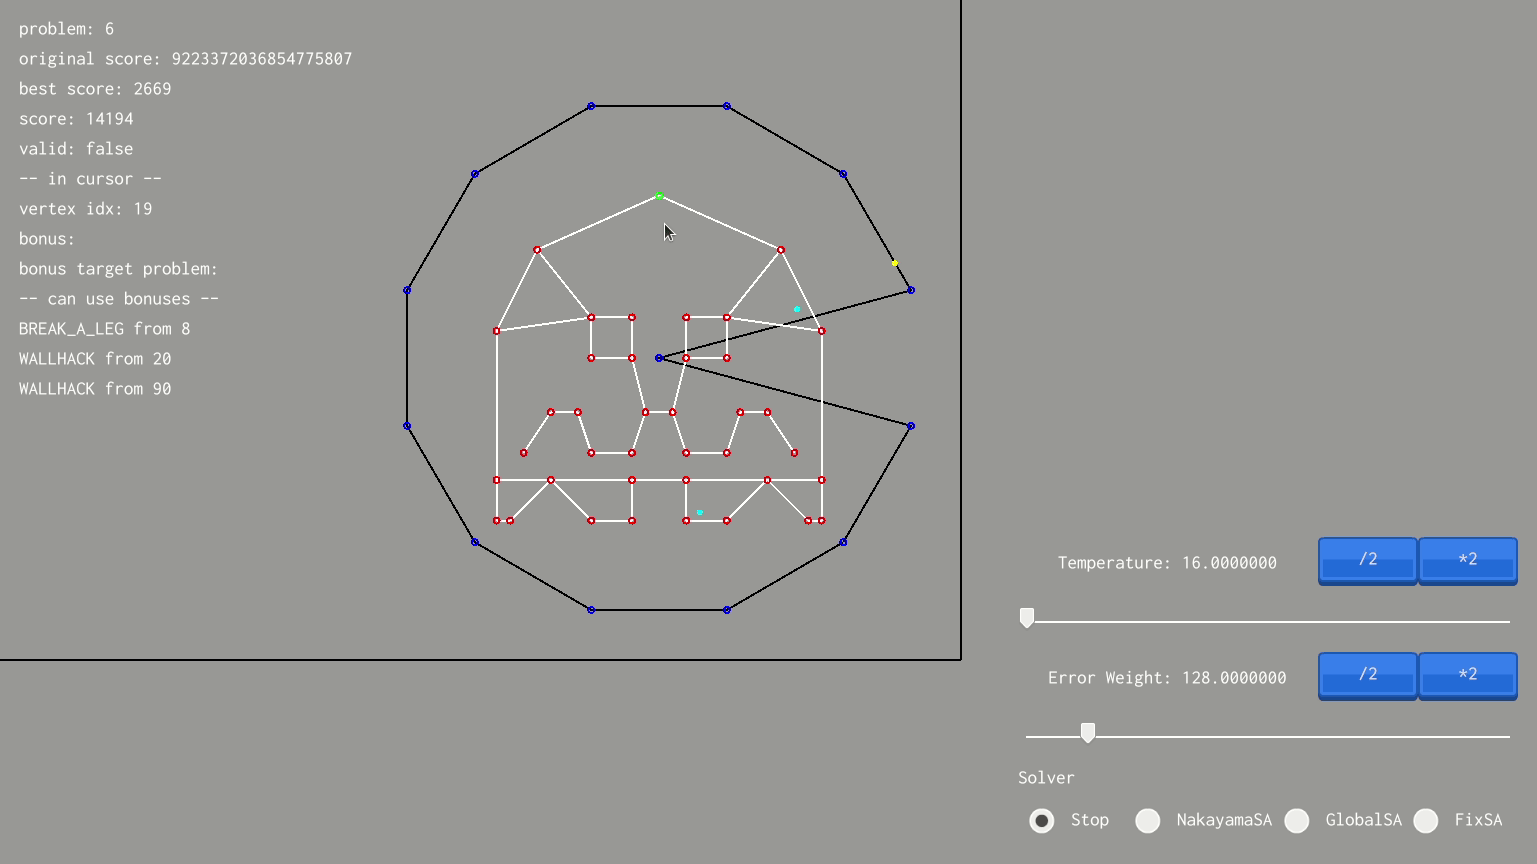 problem: 6
original score: 9223372036854775807
best score: 2669
score: 14194
valid: false
-- in cursor --
vertex idx: 19
bonus:
bonus target problem:
-- can use bonuses --
BREAK_A_LEG from 8
WALLHACK from 20
WALLHACK from 90
Temperature: 16.0000000
/2
*2
Error Weight: 128.0000000
/2
*2
Solver
Stop
NakayamaSA
GlobalSA
FixSA